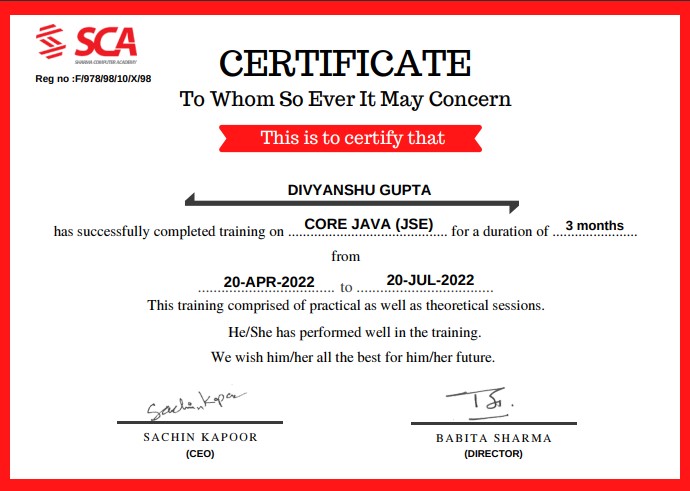 SCA
SHARMA COMPUTER ACADEMY
Reg no :F/978/98/10/X/98
CERTIFICATE
To Whom So Ever It May Concern
This is to certify that
DIVYANSHU GUPTA
has successfully completed training on CORE JAVA (JSE) for a duration of 3 months
from
20-APR-2022 to 20-JUL-2022
This training comprised of practical as well as theoretical sessions.
He/She has performed well in the training.
We wish him/her all the best for him/her future.
Sachin Kapoor
SACHIN KAPOOR
(CEO)
BABITA SHARMA
(DIRECTOR)